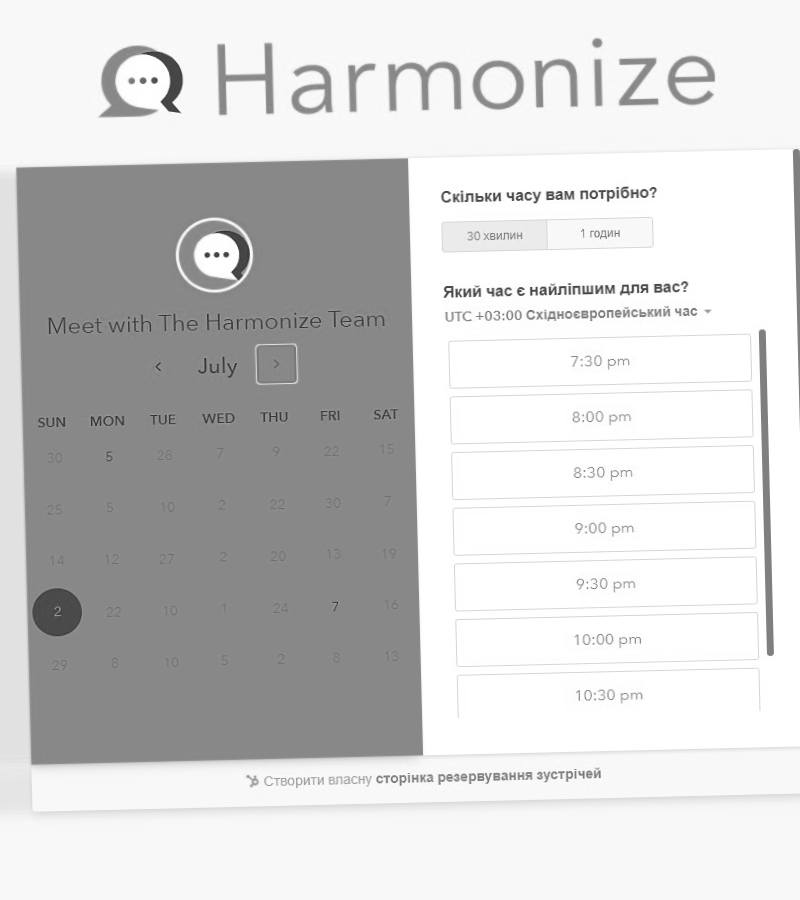 Harmonize
Meet with The Harmonize Team
July
SUN MON TUE WED THU FRI SAT
30 5 28 7 9 22 15
25 5 10 2 22 30 7
14 12 27 2 20 13 19
2 22 10 1 24 7 16
29 8 10 5 2 8 13
Скільки часу вам потрібно?
30 хвилин 1 годин
Який час є найліпшим для вас?
UTC +03:00 Східноєвропейський час
7:30 pm
8:00 pm
8:30 pm
9:00 pm
9:30 pm
10:00 pm
10:30 pm
Створити власну сторінка резервування зустрічей